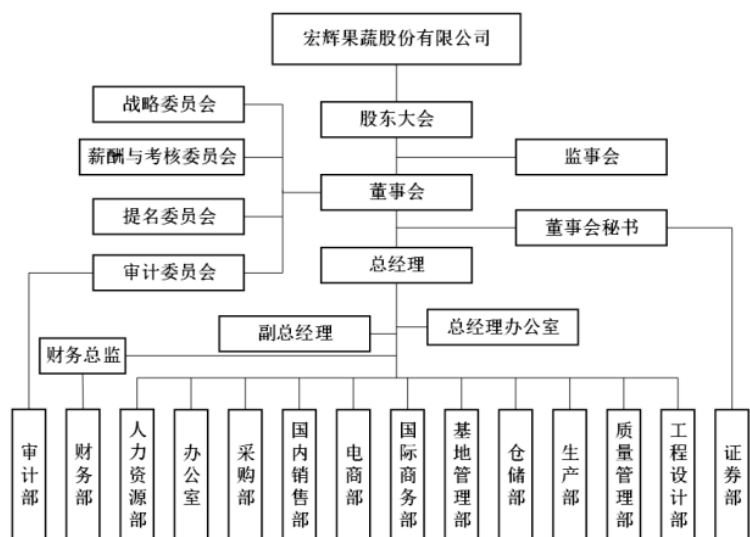 宏辉果蔬股份有限公司
战略委员会
股东大会
薪酬与考核委员会
监事会
董事会
提名委员会
董事会秘书
审计委员会
总经理
副总经理
总经理办公室
财务总监
审计部
财务部
人力资源部
办公室
采购部
国内销售部
电商部
国际商务部
基地管理部
仓储部
生产部
质量管理部
工程设计部
证券部